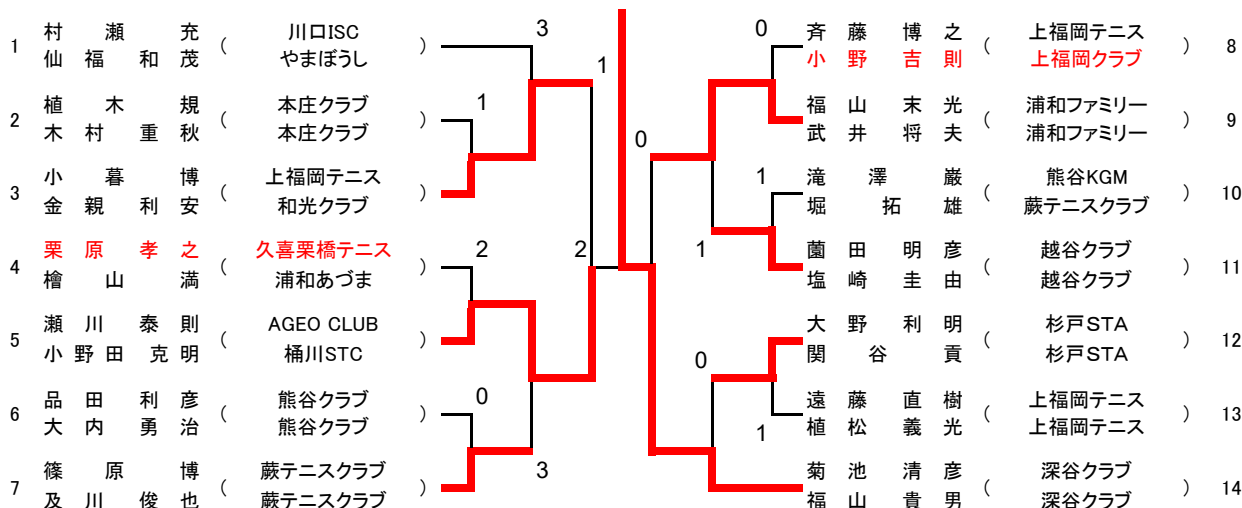 村 瀬 充 ( 川口ISC )
1
仙 福 和 茂 やまぼうし
3
1
植 木 規 本庄クラブ
2 ( )
木 村 重 秋 本庄クラブ
1
小 暮 博 上福岡テニス
3 ( )
金 親 利 安 和光クラブ
栗 原 孝 之 久喜栗橋テニス
4 ( )
檜 山 満 浦和あづま
2
2
瀬 川 泰 則 AGEO CLUB
5 ( )
小 野 田 克 明 桶川STC
品 田 利 彦 熊谷クラブ
6 ( )
大 内 勇 治 熊谷クラブ
0
篠 原 博 蕨テニスクラブ
7 ( )
及 川 俊 也 蕨テニスクラブ
3
0
斉 藤 博 之 上福岡テニス
( ) 8
小 野 吉 則 上福岡クラブ
福 山 末 光 浦和ファミリー
( ) 9
武 井 将 夫 浦和ファミリー
0
1
滝 澤 巌 熊谷KGM
( ) 10
堀 拓 雄 蕨テニスクラブ
1
薗 田 明 彦 越谷クラブ
( ) 11
塩 崎 圭 由 越谷クラブ
大 野 利 明 杉戸STA
( ) 12
関 谷 貢 杉戸STA
0
遠 藤 直 樹 上福岡テニス
( ) 13
植 松 義 光 上福岡テニス
1
菊 池 清 彦 深谷クラブ
( ) 14
福 山 貴 男 深谷クラブ